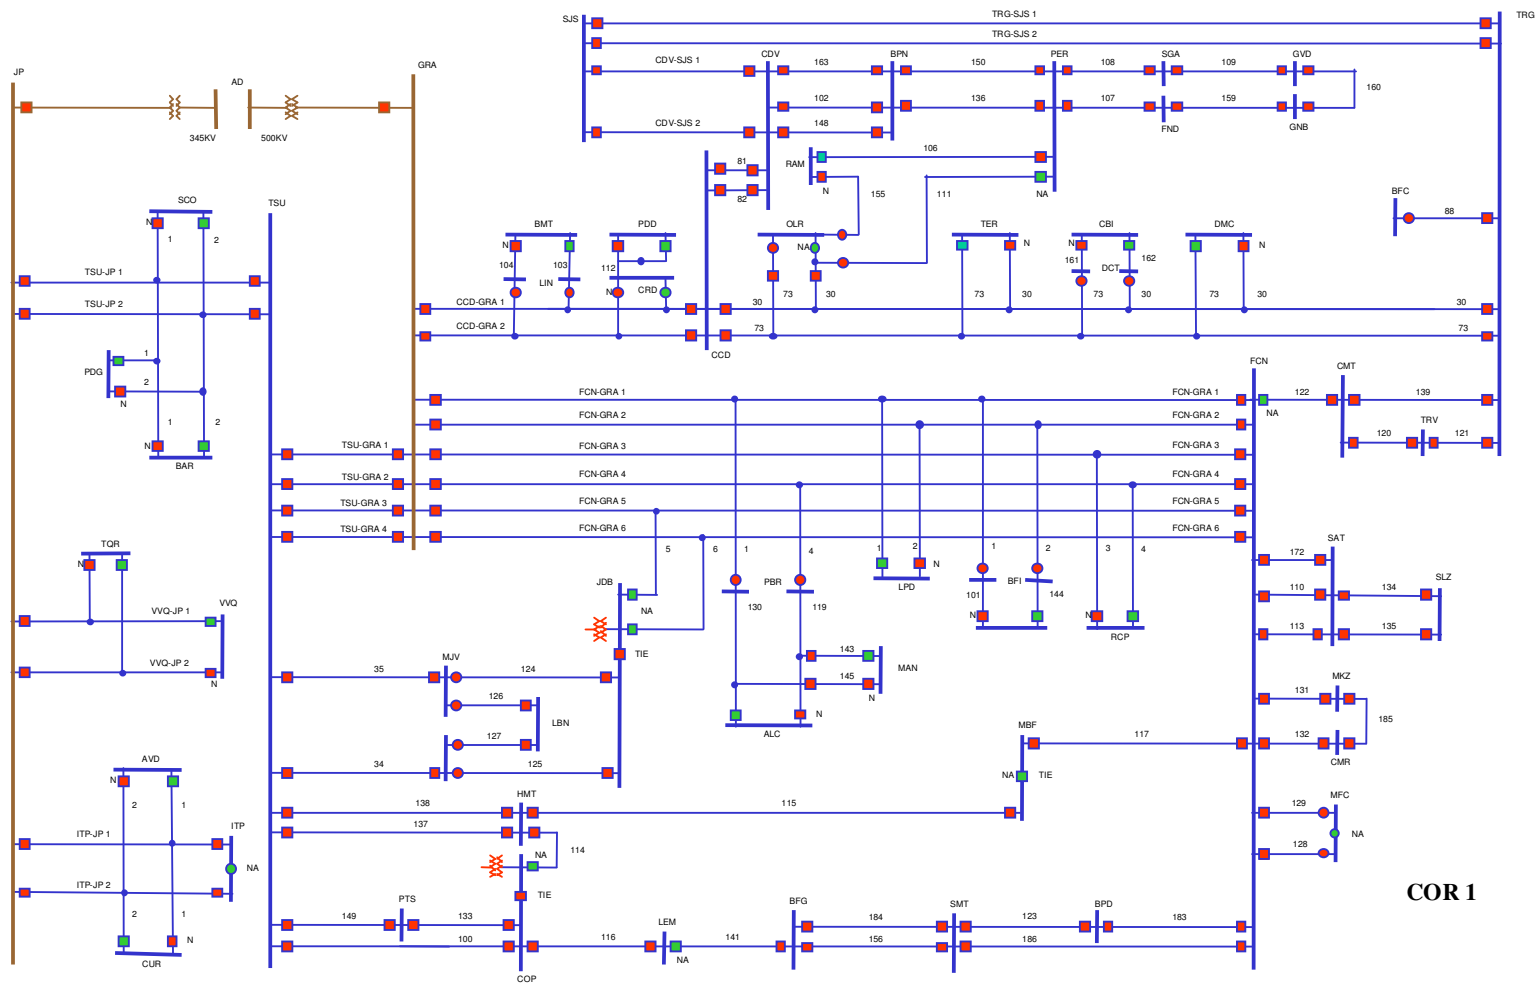 SJS
TRG-SJS 1
TRG
TRG-SJS 2
JP
GRA
AD
CDV
BPN
PER
SGA
GVD
CDV-SJS 1
163
150
108
109
160
102
136
107
159
345KV
500KV
CDV-SJS 2
148
FND
GNB
81
RAM
106
82
N
155
111
NA
BFC
88
SCO
TSU
N
1
2
BMT
PDD
OLR
TER
CBI
DMC
N
NA
N
N
N
104
103
112
161
162
LIN
CRD
N
DCT
TSU-JP 1
TSU-JP 2
73
30
73
30
73
30
73
30
CCD-GRA 1
30
30
CCD-GRA 2
73
73
CCD
1
PDG
2
N
FCN
CMT
FCN-GRA 1
FCN-GRA 1
122
139
NA
FCN-GRA 2
FCN-GRA 2
1
2
TRV
120
121
N
BAR
TSU-GRA 1
FCN-GRA 3
FCN-GRA 3
TSU-GRA 2
FCN-GRA 4
FCN-GRA 4
TSU-GRA 3
FCN-GRA 5
FCN-GRA 5
TSU-GRA 4
FCN-GRA 6
FCN-GRA 6
TQR
N
5
6
1
4
1
2
N
1
2
3
4
SAT
172
JDB
NA
PBR
LPD
BFI
101
144
110
134
SLZ
130
119
N
N
RCP
113
135
VVQ-JP 1
VVQ
VVQ-JP 2
N
TIE
MJV
35
124
143
MAN
145
N
126
LBN
N
ALC
MKZ
131
185
127
MBF
117
132
CMR
34
125
NA
TIE
AVD
N
2
1
HMT
138
115
MFC
129
NA
137
ITP-JP 1
ITP
NA
NA
114
128
ITP-JP 2
TIE
2
1
N
CUR
PTS
149
133
100
COP
116
LEM
NA
141
BFG
184
156
SMT
123
BPD
183
186
COR 1